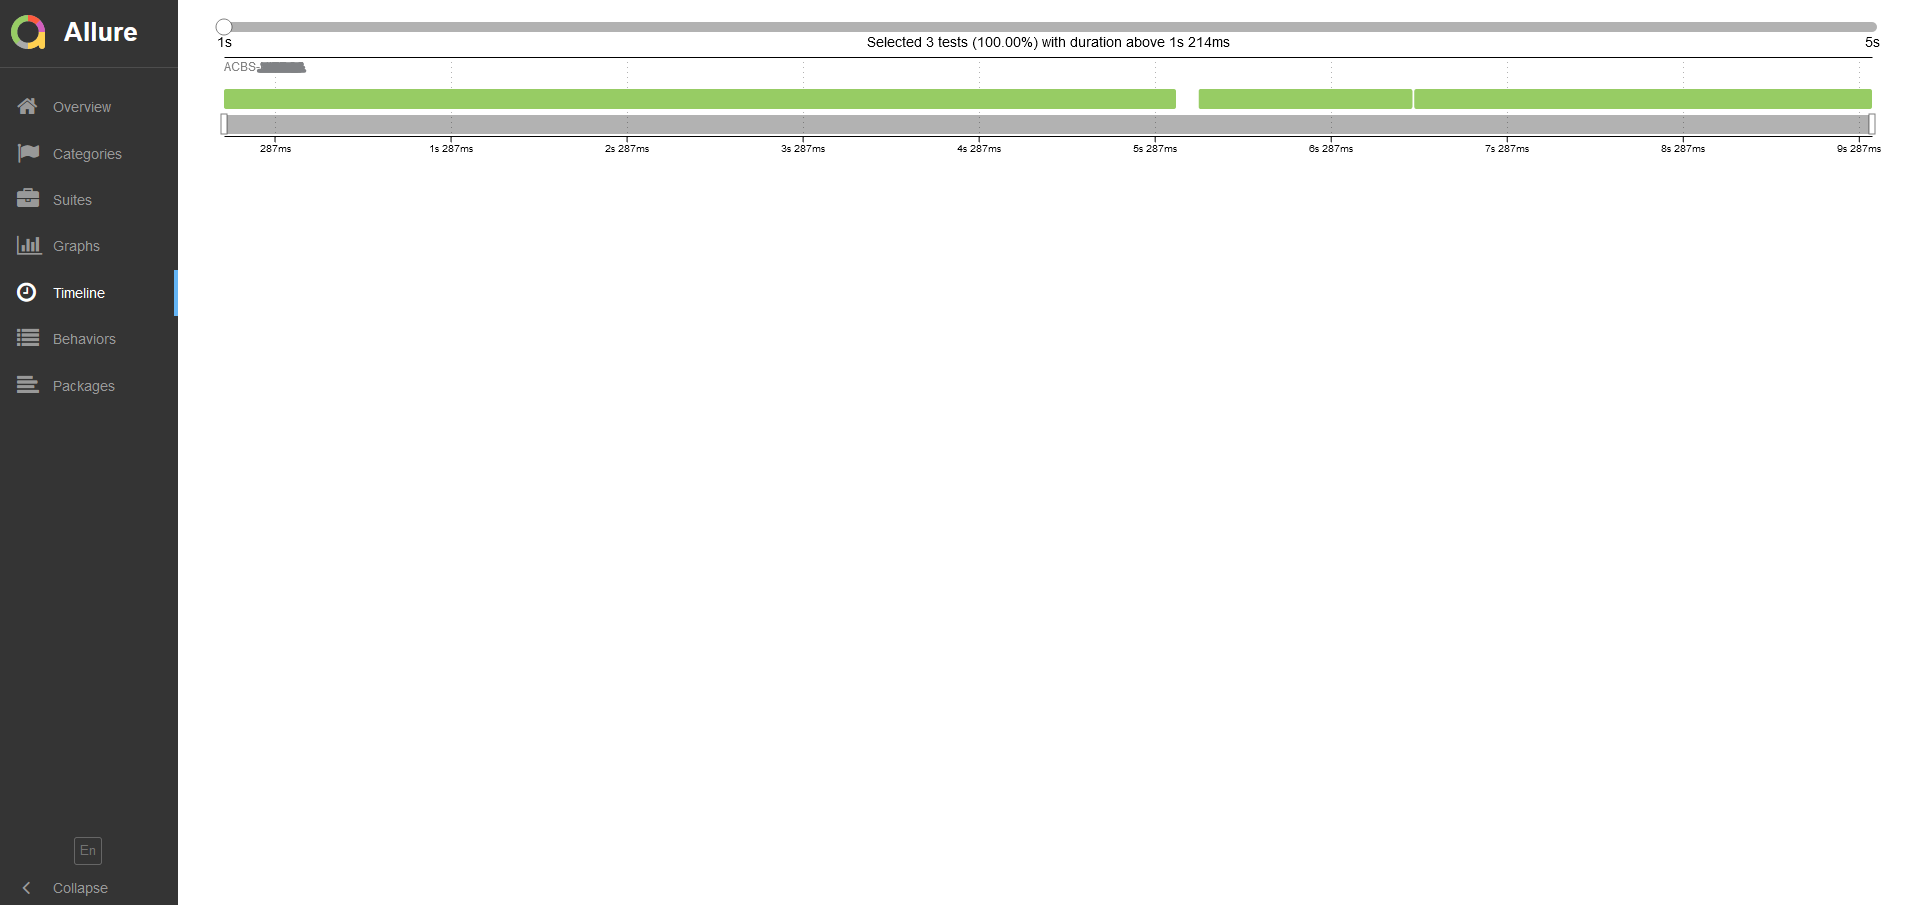 Allure
Overview
Categories
Suites
Graphs
Timeline
Behaviors
Packages
En
Collapse
1s Selected 3 tests (100.00%) with duration above 1s 214ms 5s
ACBS-
287ms 1s 287ms 2s 287ms 3s 287ms 4s 287ms 5s 287ms 6s 287ms 7s 287ms 8s 287ms 9s 287ms